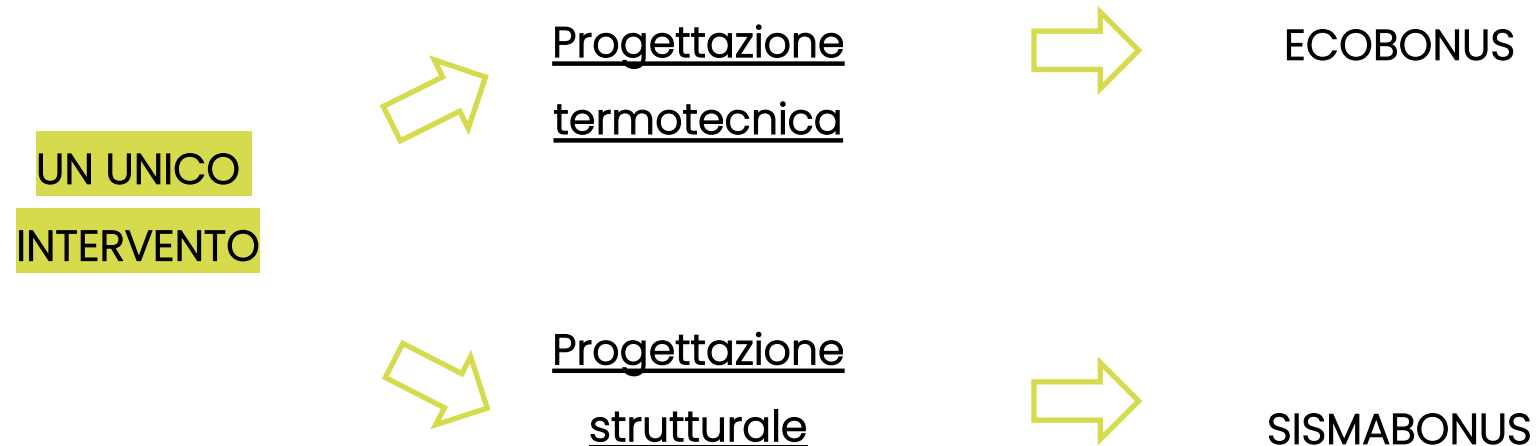 UN UNICO
INTERVENTO
Progettazione
termotecnica
ECOBONUS
Progettazione
strutturale
SISMABONUS